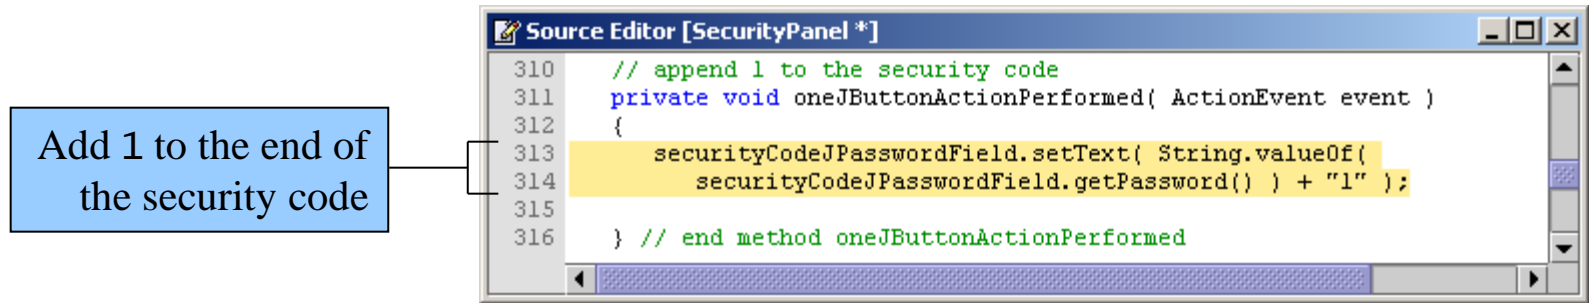 Source Editor [SecurityPanel *]
310 // append 1 to the security code
311 private void oneJButtonActionPerformed( ActionEvent event )
312 {
Add 1 to the end of
the security code
313 securityCodeJPasswordField.setText( String.valueOf(
314 securityCodeJPasswordField.getPassword() ) + "1" );
315
316 } // end method oneJButtonActionPerformed